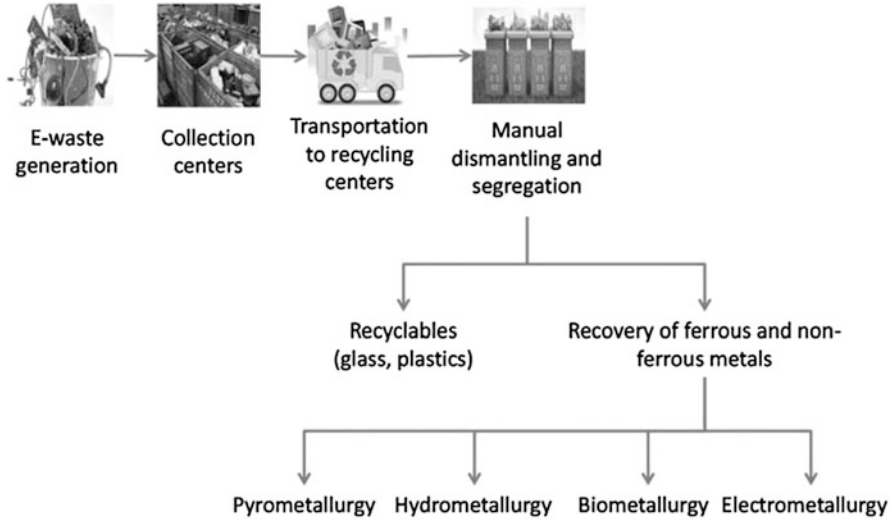 E-waste
generation
Collection
centers
Transportation
to recycling
centers
Manual
dismantling and
segregation
Recyclables
(glass, plastics)
Recovery of ferrous and non-
ferrous metals
Pyrometallurgy
Hydrometallurgy
Biometallurgy
Electrometallurgy